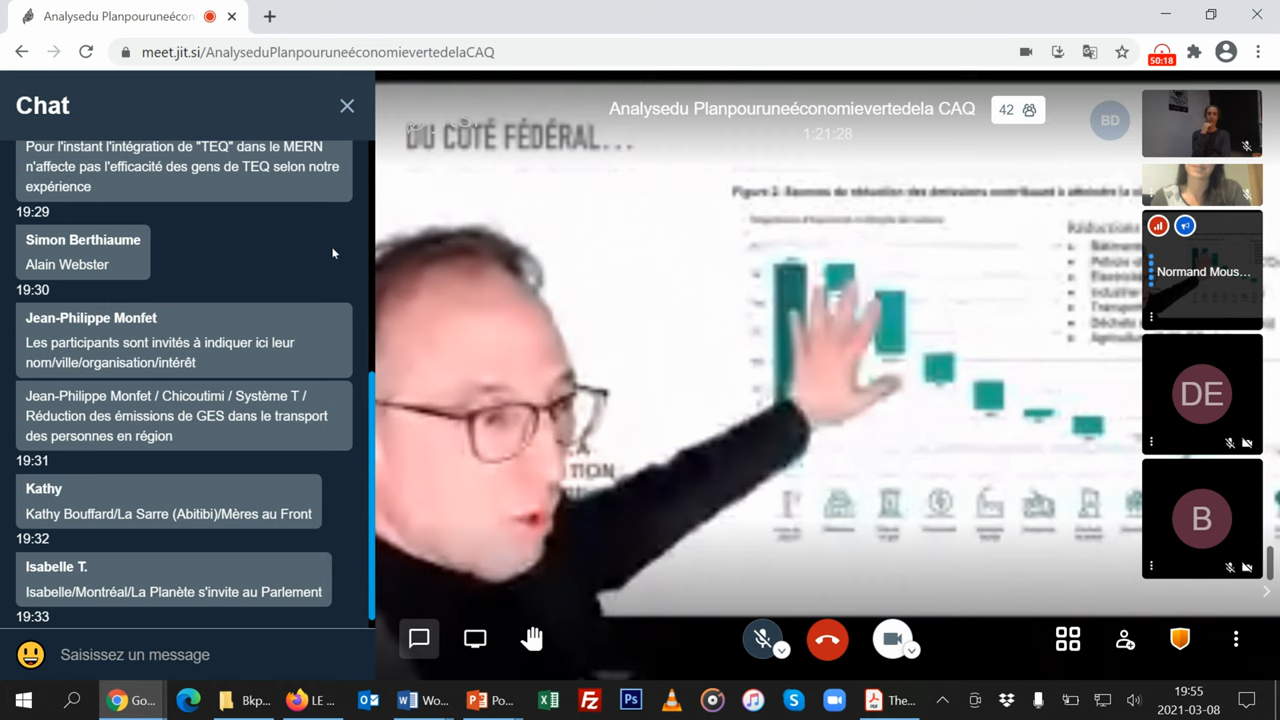 Analysedu Planpouruneécon
meet.jit.si/AnalyseduPlanpouruneéconomievertedelaCAQ
50:18
Chat
Pour l'instant l'intégration de "TEQ" dans le MERN
n'affecte pas l'efficacité des gens de TEQ selon notre
expérience
19:29
Simon Berthiaume
Alain Webster
19:30
Jean-Philippe Monfet
Les participants sont invités à indiquer ici leur
nom/ville/organisation/intérêt
Jean-Philippe Monfet / Chicoutimi / Système T /
Réduction des émissions de GES dans le transport
des personnes en région
19:31
Kathy
Kathy Bouffard/La Sarre (Abitibi)/Mères au Front
19:32
Isabelle T.
Isabelle/Montréal/La Planète s'invite au Parlement
19:33
Saisissez un message
Analysedu Planpouruneéconomievertedela CAQ
42
1:21:28
BD
DU CÔTÉ FÉDÉRAL...
Normand Mous...
DE
B
Go...
Bkp...
LE ...
Wo...
Po...
The...
19:55
2021-03-08